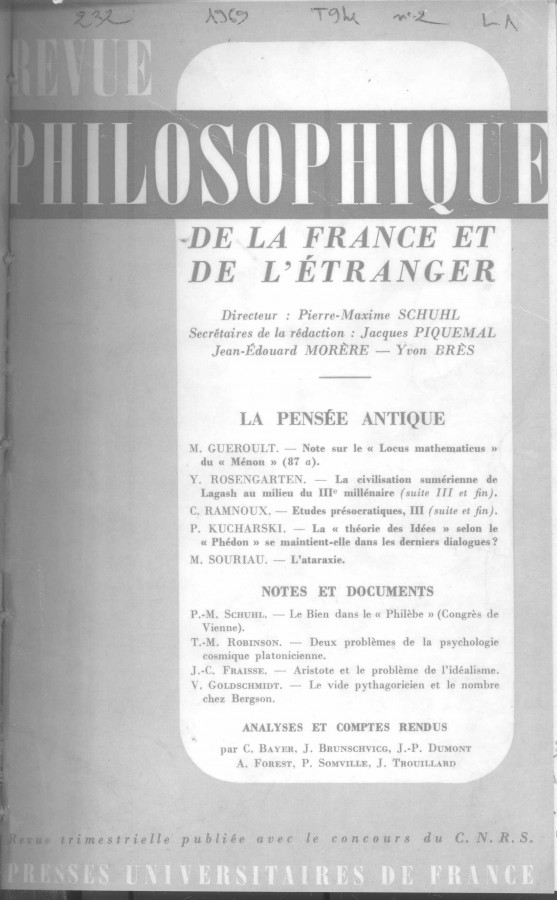 232 1969 T94 n°2 L A
REVUE
PHILOSOPHIQUE
DE LA FRANCE ET
DE L'ÉTRANGER
Directeur : Pierre-Maxime SCHUHL
Secrétaires de la rédaction : Jacques PIQUEMAL
Jean-Édouard MORÈRE — Yvon BRÈS
LA PENSÉE ANTIQUE
M. GUEROULT. — Note sur le « Locus mathematicus »
du « Ménon » (87 a).
Y. ROSENGARTEN. — La civilisation sumérienne de
Lagash au milieu du IIIe millénaire (suite III et fin).
C. RAMNOUX. — Etudes présocratiques, III (suite et fin).
P. KUCHARSKI. — La « théorie des Idées » selon le
« Phédon » se maintient-elle dans les derniers dialogues ?
M. SOURIAU. — L'ataraxie.
NOTES ET DOCUMENTS
P.-M. SCHUHL. — Le Bien dans le « Philèbe » (Congrès de
Vienne).
T.-M. ROBINSON. — Deux problèmes de la psychologie
cosmique platonicienne.
J.-C. FRAISSE. — Aristote et le problème de l'idéalisme.
V. GOLDSCHMIDT. — Le vide pythagoricien et le nombre
chez Bergson.
ANALYSES ET COMPTES RENDUS
par C. BAYER, J. BRUNSCHVICG, J.-P. DUMONT
A. FOREST, P. SOMVILLE, J. TROUILLARD
Revue trimestrielle publiée avec le concours du C.N.R.S.
PRESSES UNIVERSITAIRES DE FRANCE